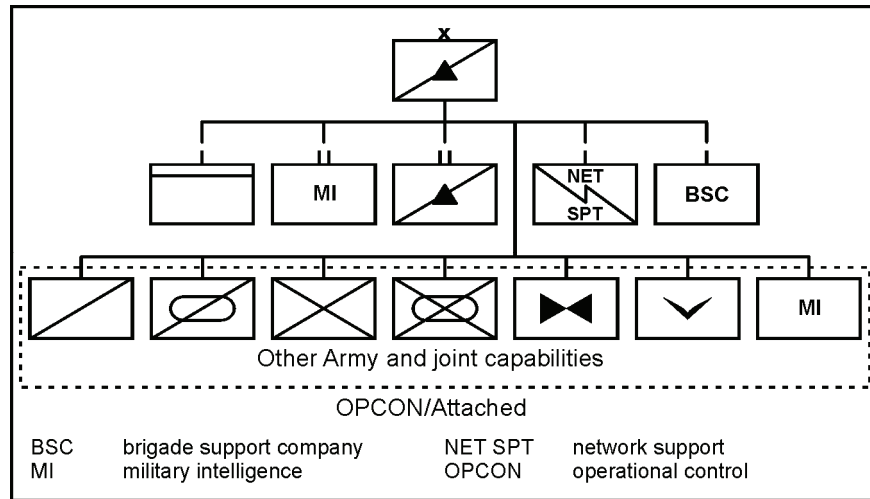 x
MI
NET
SPT
BSC
MI
Other Army and joint capabilities
OPCON/Attached
BSC brigade support company NET SPT network support
MI military intelligence OPCON operational control